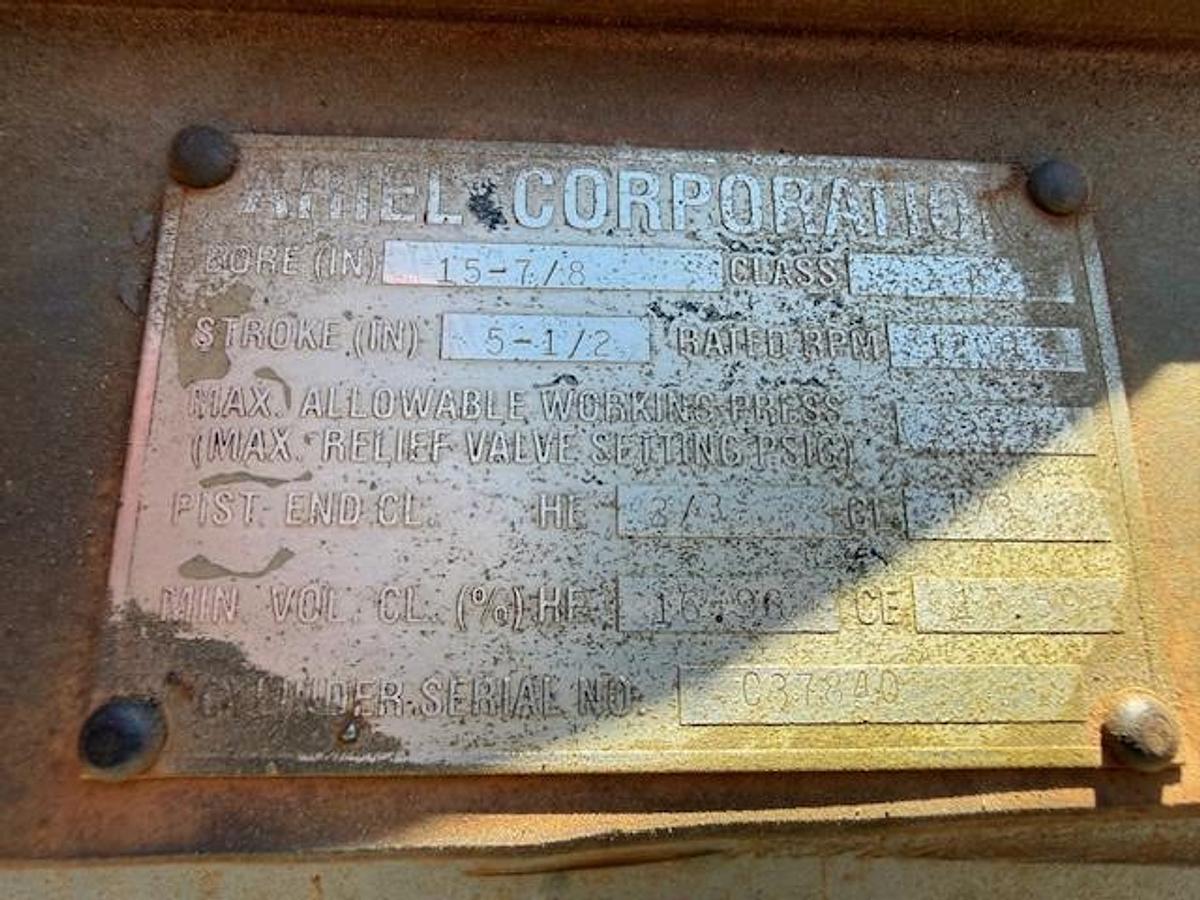 ARIEL CORPORATION
BORE (IN) 15-7/8 CLASS
STROKE (IN) 5-1/2 RATED RPM
MAX. ALLOWABLE WORKING PRESS
(MAX. RELIEF VALVE SETTING PSIG)
PIST. END CL. HE CE
MIN. VOL. CL. (%) HE 16.96 CE
CYLINDER SERIAL NO. C37840